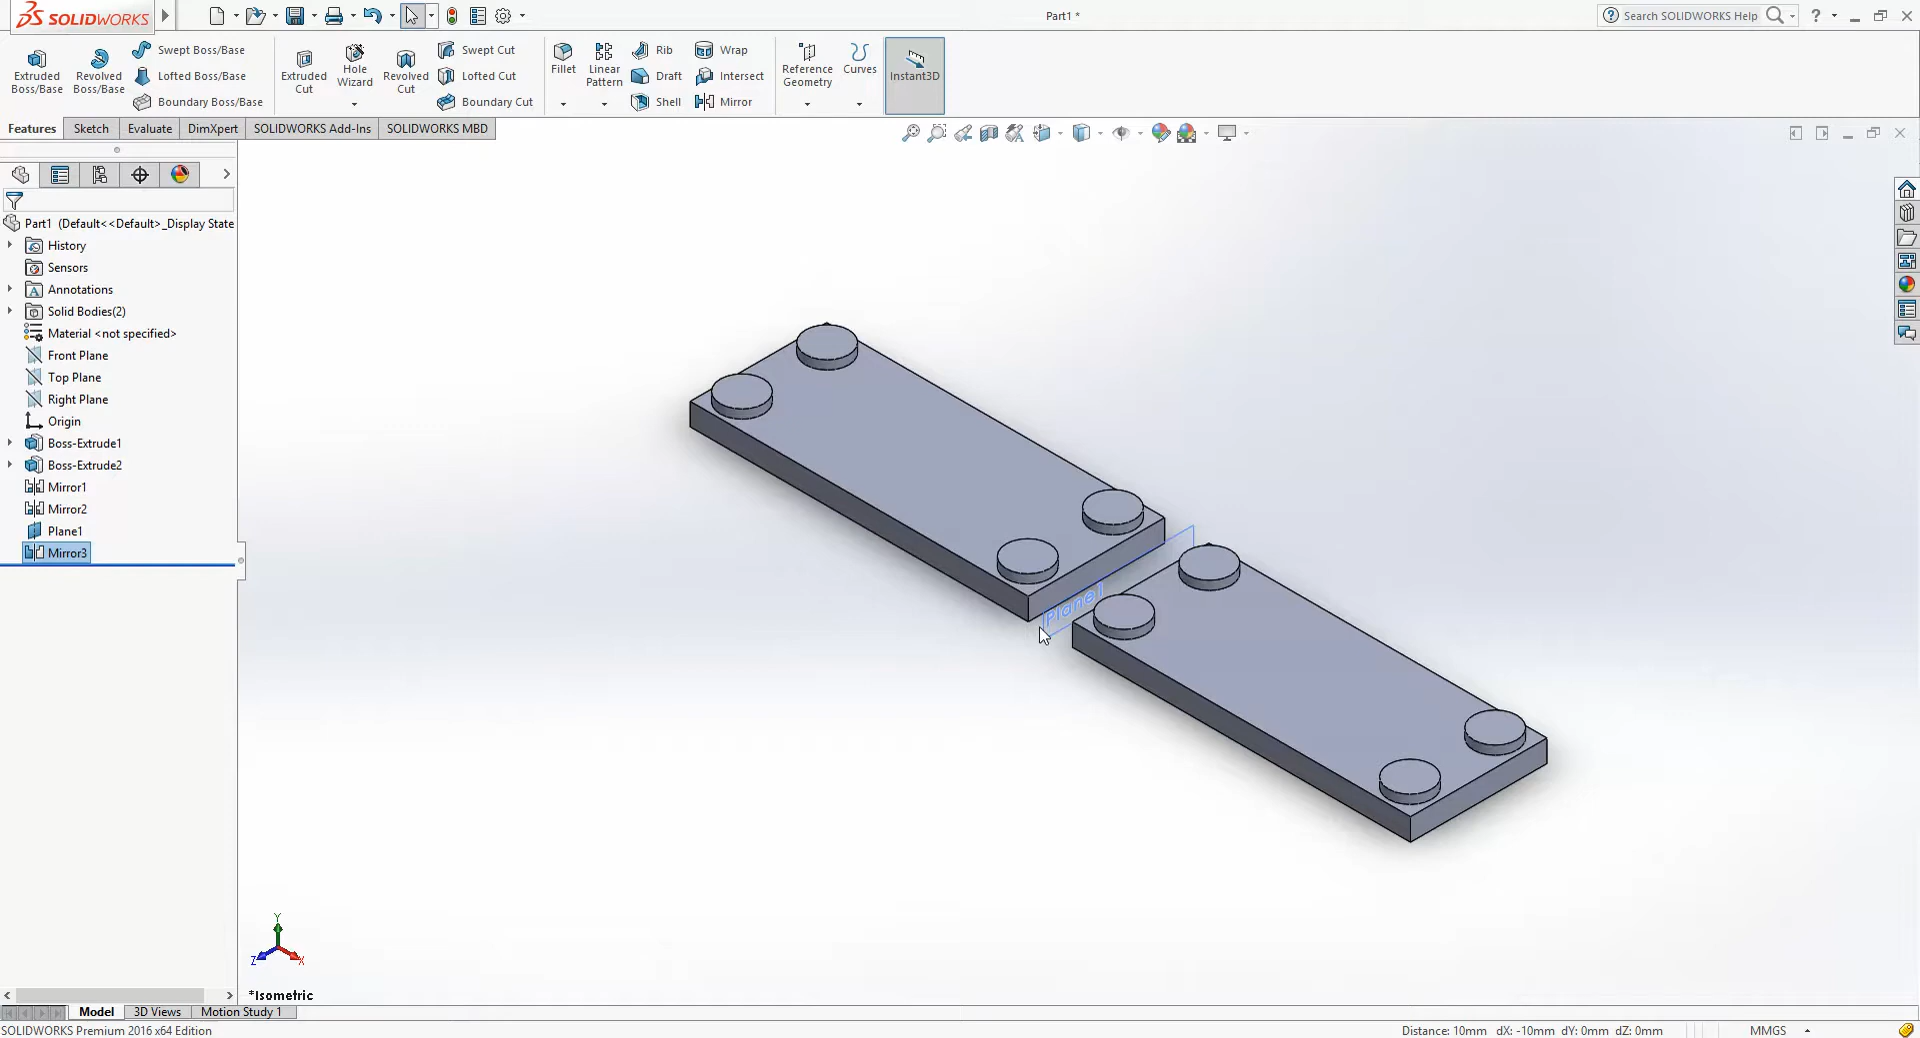 SOLIDWORKS
Part1 *
Search SOLIDWORKS Help
Extruded Boss/Base
Revolved Boss/Base
Swept Boss/Base
Lofted Boss/Base
Boundary Boss/Base
Extruded Cut
Hole Wizard
Revolved Cut
Swept Cut
Lofted Cut
Boundary Cut
Fillet
Linear Pattern
Rib
Draft
Shell
Wrap
Intersect
Mirror
Reference Geometry
Curves
Instant3D
Features
Sketch
Evaluate
DimXpert
SOLIDWORKS Add-Ins
SOLIDWORKS MBD
Part1 (Default<<Default>_Display State
History
Sensors
Annotations
Solid Bodies(2)
Material <not specified>
Front Plane
Top Plane
Right Plane
Origin
Boss-Extrude1
Boss-Extrude2
Mirror1
Mirror2
Plane1
Mirror3
Plane1
Y
Z
X
*Isometric
Model
3D Views
Motion Study 1
SOLIDWORKS Premium 2016 x64 Edition
Distance: 10mm dX: -10mm dY: 0mm dZ: 0mm
MMGS